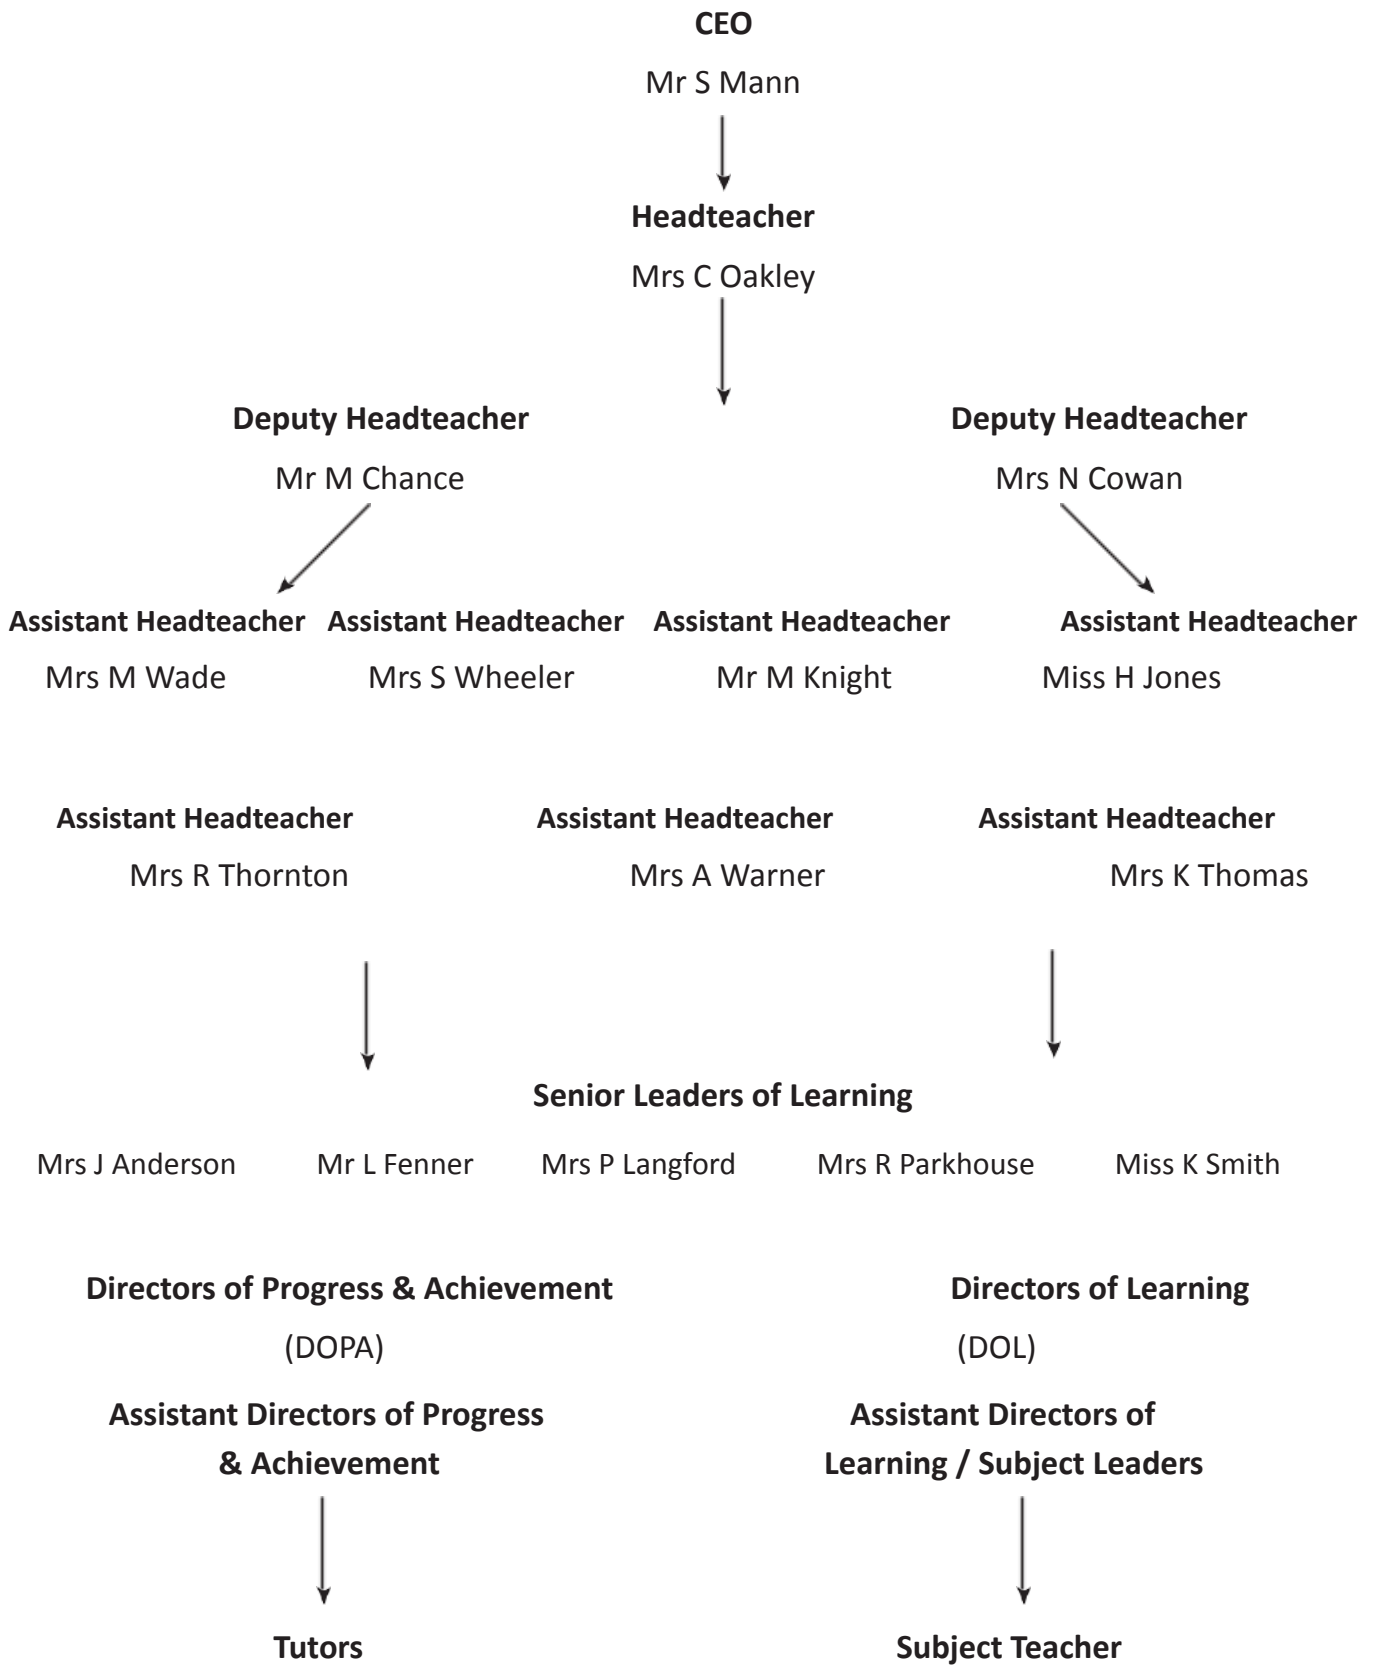 CEO
Mr S Mann
Headteacher
Mrs C Oakley
Deputy Headteacher Deputy Headteacher
Mr M Chance Mrs N Cowan
Assistant Headteacher Assistant Headteacher Assistant Headteacher Assistant Headteacher
Mrs M Wade Mrs S Wheeler Mr M Knight Miss H Jones
Assistant Headteacher Assistant Headteacher Assistant Headteacher
Mrs R Thornton Mrs A Warner Mrs K Thomas
Senior Leaders of Learning
Mrs J Anderson Mr L Fenner Mrs P Langford Mrs R Parkhouse Miss K Smith
Directors of Progress & Achievement Directors of Learning
(DOPA) (DOL)
Assistant Directors of Progress Assistant Directors of
& Achievement Learning / Subject Leaders
Tutors Subject Teacher